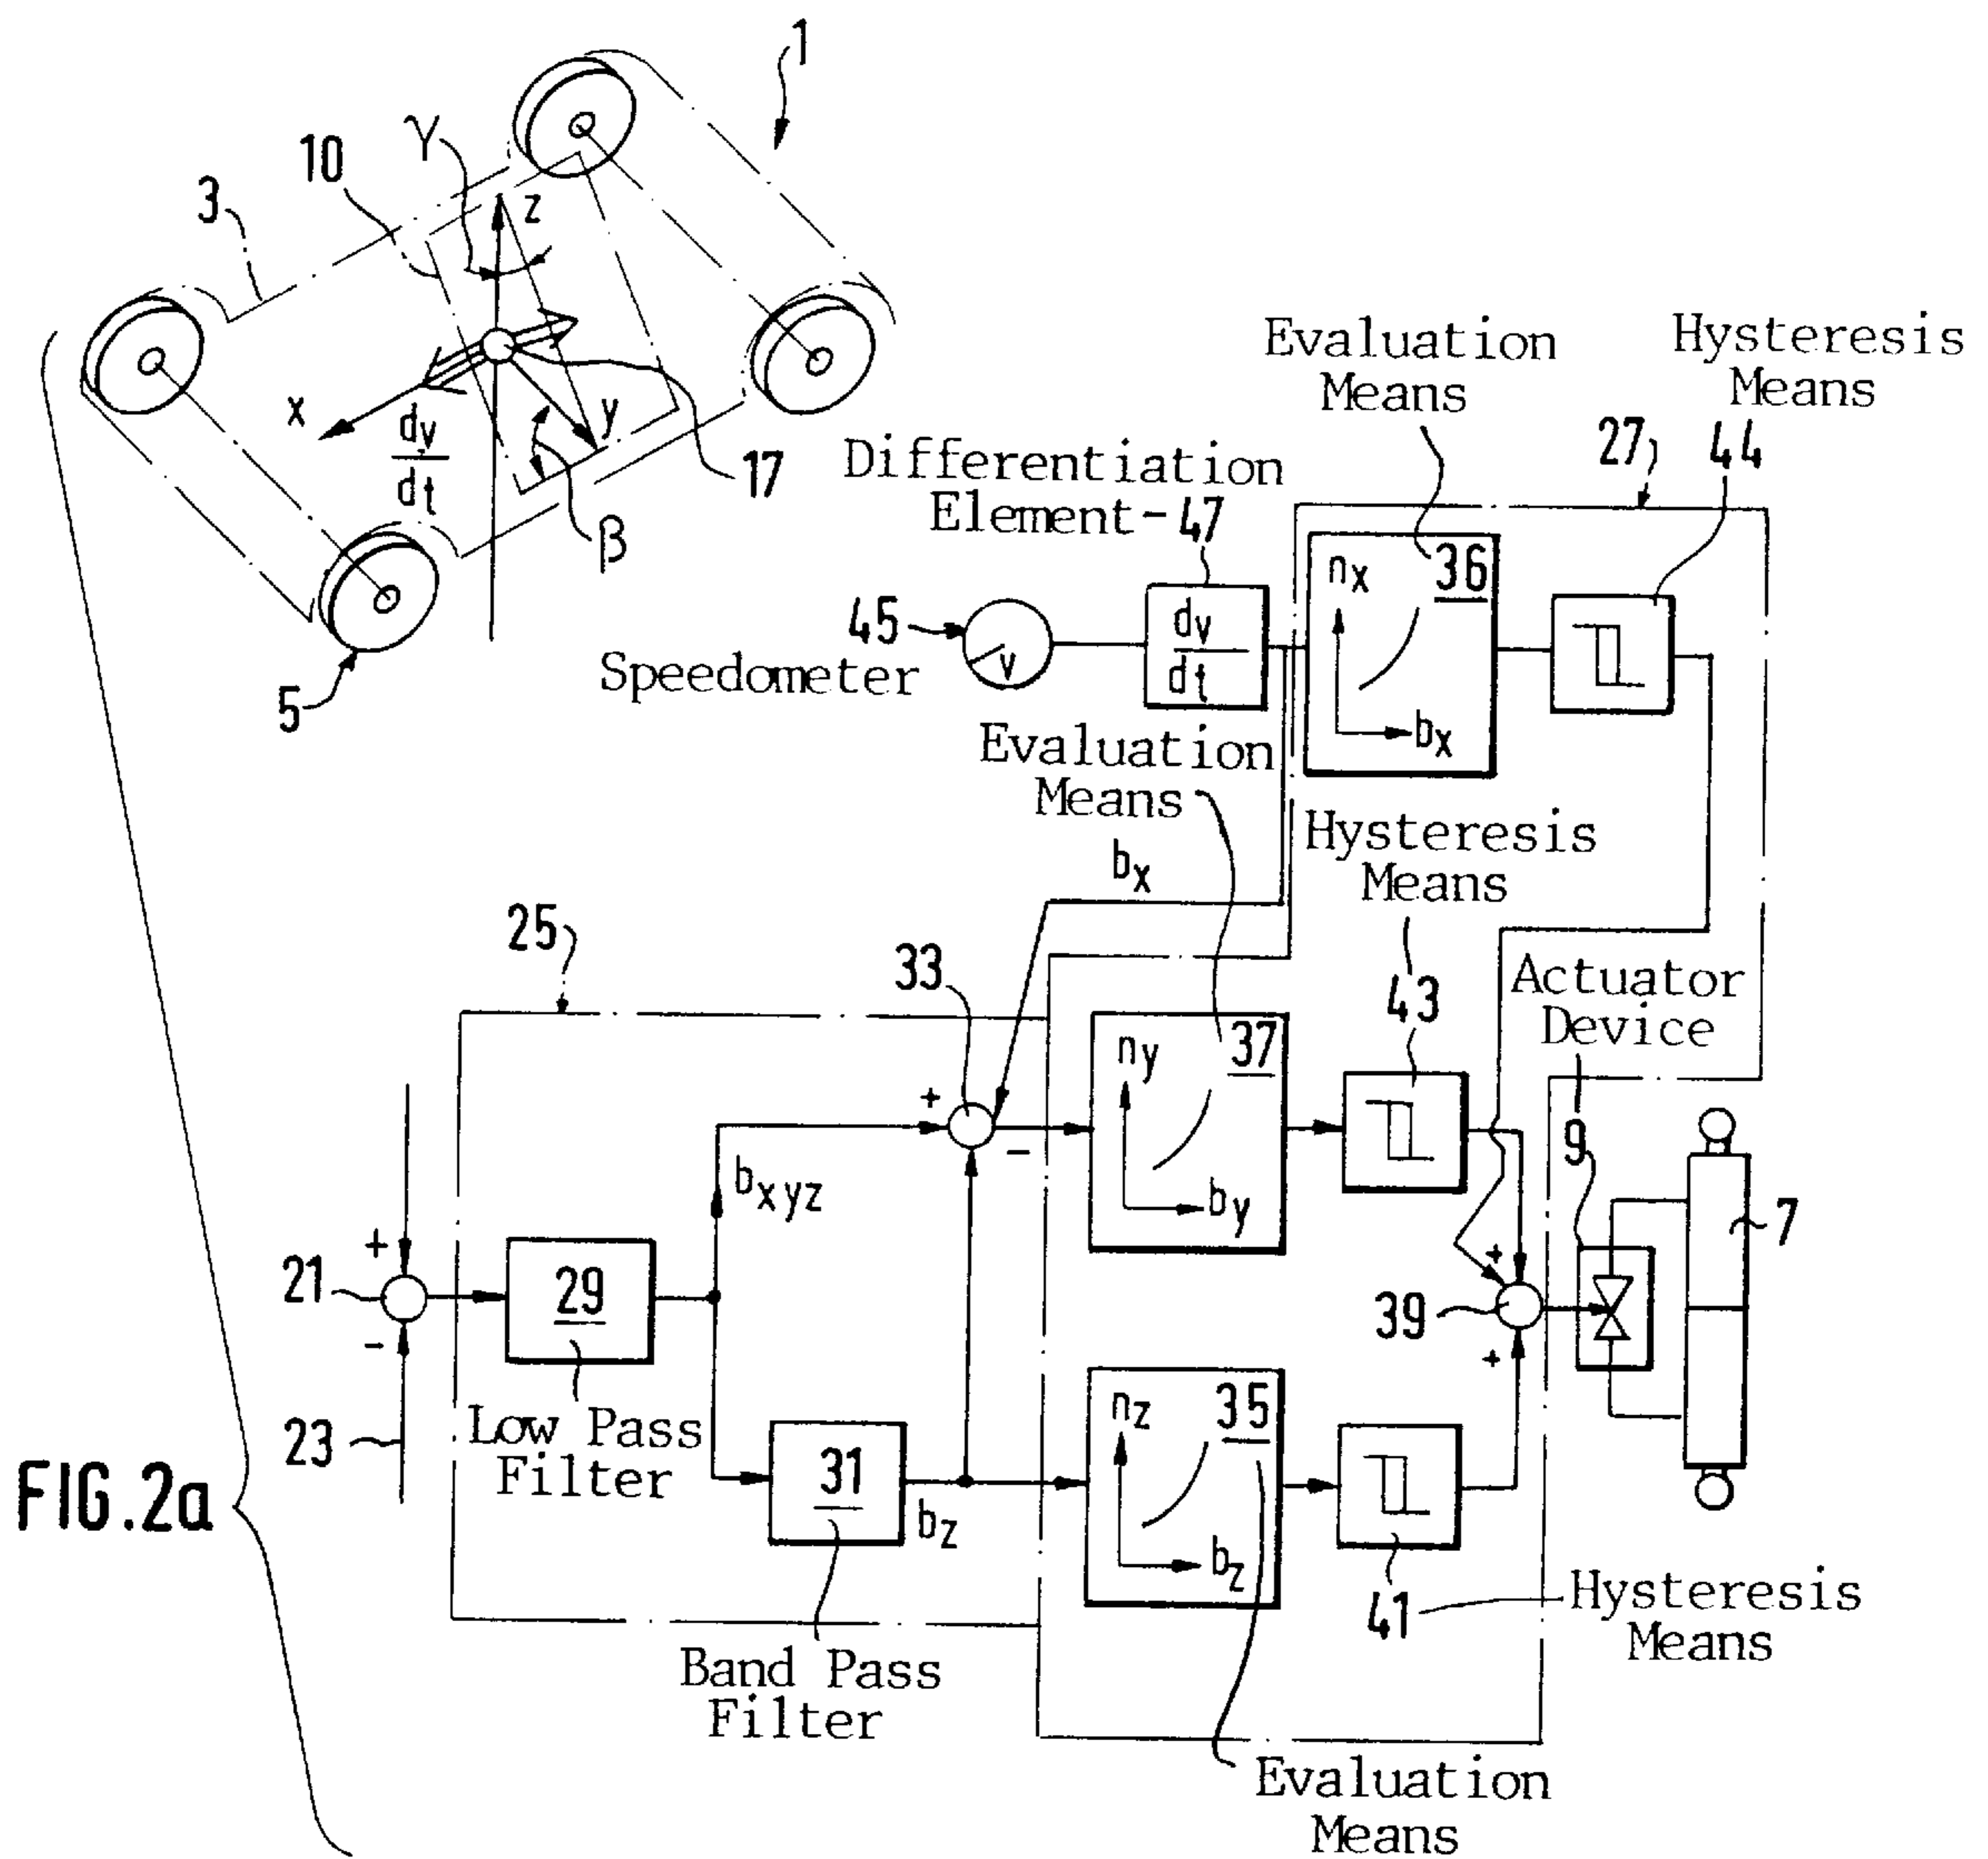 1
γ
10
z
3
Evaluation
Means
Hysteresis
Means
x
y
dv
dt
17
27
44
Differentiation
Element-47
β
nx
36
45
v
dv
dt
Speedometer
5
bx
Evaluation
Means
Hysteresis
Means
bx
25
33
43
Actuator
Device
ny
37
+
-
9
bxyz
by
7
+
21
29
+
39
-
+
nz
35
23
Low Pass
Filter
31
FIG.2a
bz
bz
41
Hysteresis
Means
Band Pass
Filter
Evaluation
Means